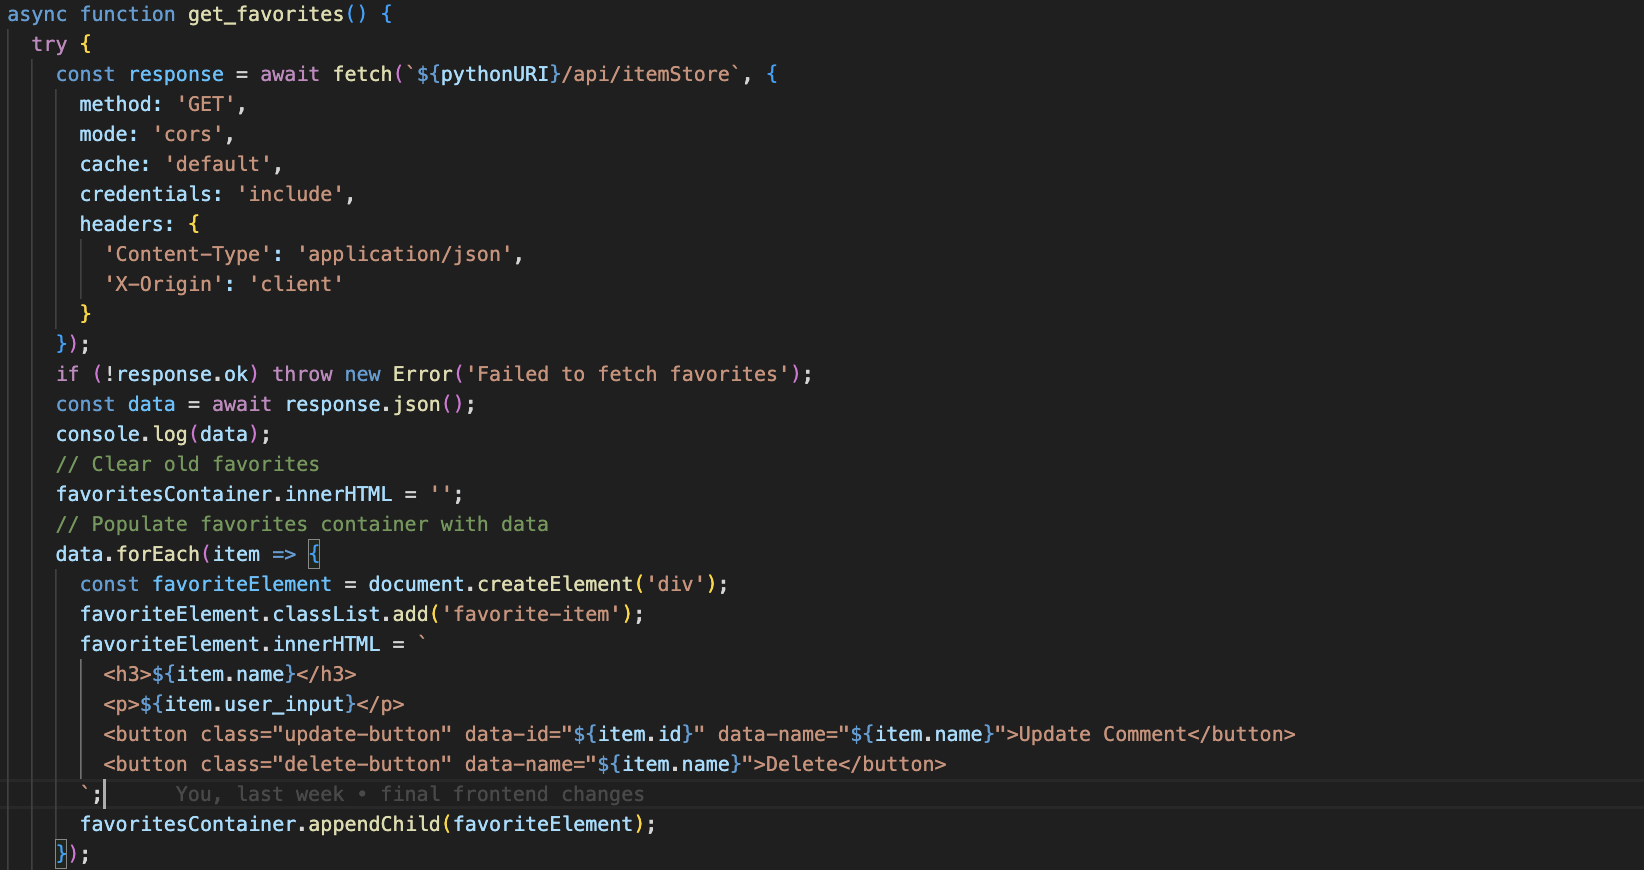 async function get_favorites() {
try {
const response = await fetch(`${pythonURI}/api/itemStore`, {
method: 'GET',
mode: 'cors',
cache: 'default',
credentials: 'include',
headers: {
'Content-Type': 'application/json',
'X-Origin': 'client'
}
});
if (!response.ok) throw new Error('Failed to fetch favorites');
const data = await response.json();
console.log(data);
// Clear old favorites
favoritesContainer.innerHTML = '';
// Populate favorites container with data
data.forEach(item => {
const favoriteElement = document.createElement('div');
favoriteElement.classList.add('favorite-item');
favoriteElement.innerHTML = `
<h3>${item.name}</h3>
<p>${item.user_input}</p>
<button class="update-button" data-id="${item.id}" data-name="${item.name}">Update Comment</button>
<button class="delete-button" data-name="${item.name}">Delete</button>
`; You, last week • final frontend changes
favoritesContainer.appendChild(favoriteElement);
});